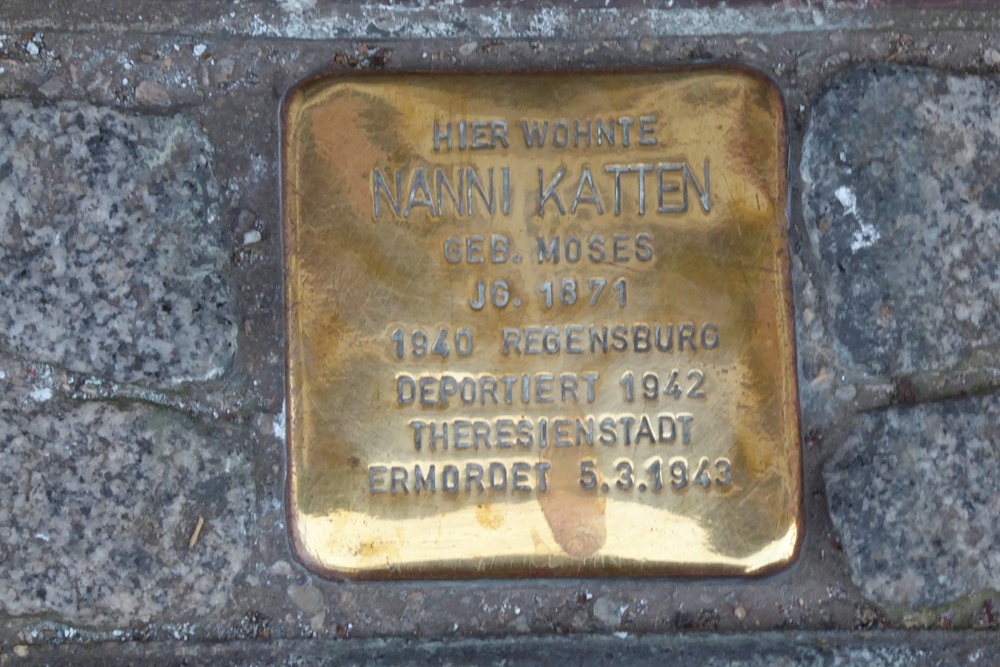 HIER WOHNTE
NANNI KATTEN
GEB. MOSES
JG. 1871
1940 REGENSBURG
DEPORTIERT 1942
THERESIENSTADT
ERMORDET 5.3.1943